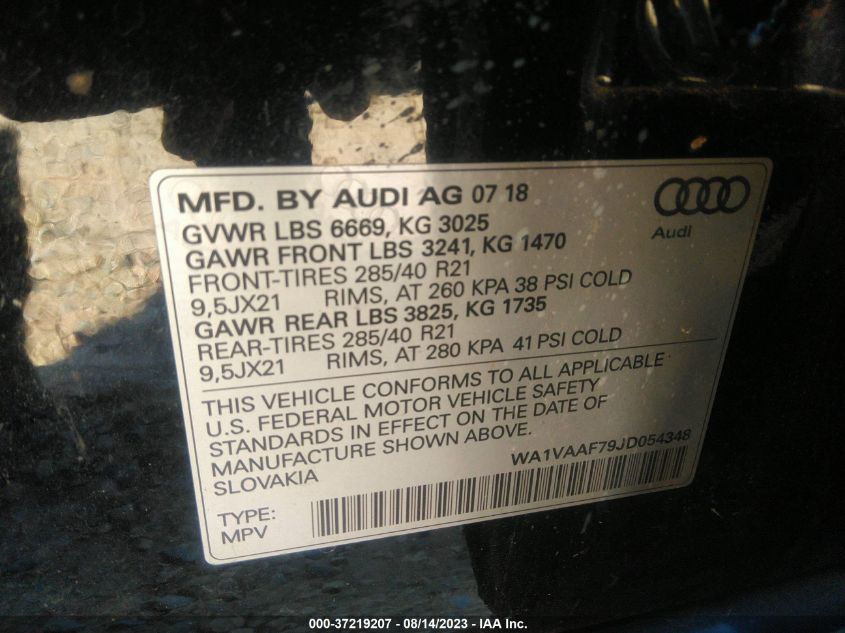 MFD. BY AUDI AG 07 18
Audi
GVWR LBS 6669, KG 3025
GAWR FRONT LBS 3241, KG 1470
FRONT-TIRES 285/40 R21
9,5JX21 RIMS, AT 260 KPA 38 PSI COLD
GAWR REAR LBS 3825, KG 1735
REAR-TIRES 285/40 R21
9,5JX21 RIMS, AT 280 KPA 41 PSI COLD
THIS VEHICLE CONFORMS TO ALL APPLICABLE
U.S. FEDERAL MOTOR VEHICLE SAFETY
STANDARDS IN EFFECT ON THE DATE OF
MANUFACTURE SHOWN ABOVE.
SLOVAKIA
WA1VAAF79JD054348
TYPE:
MPV
000-37219207 - 08/14/2023 - IAA Inc.